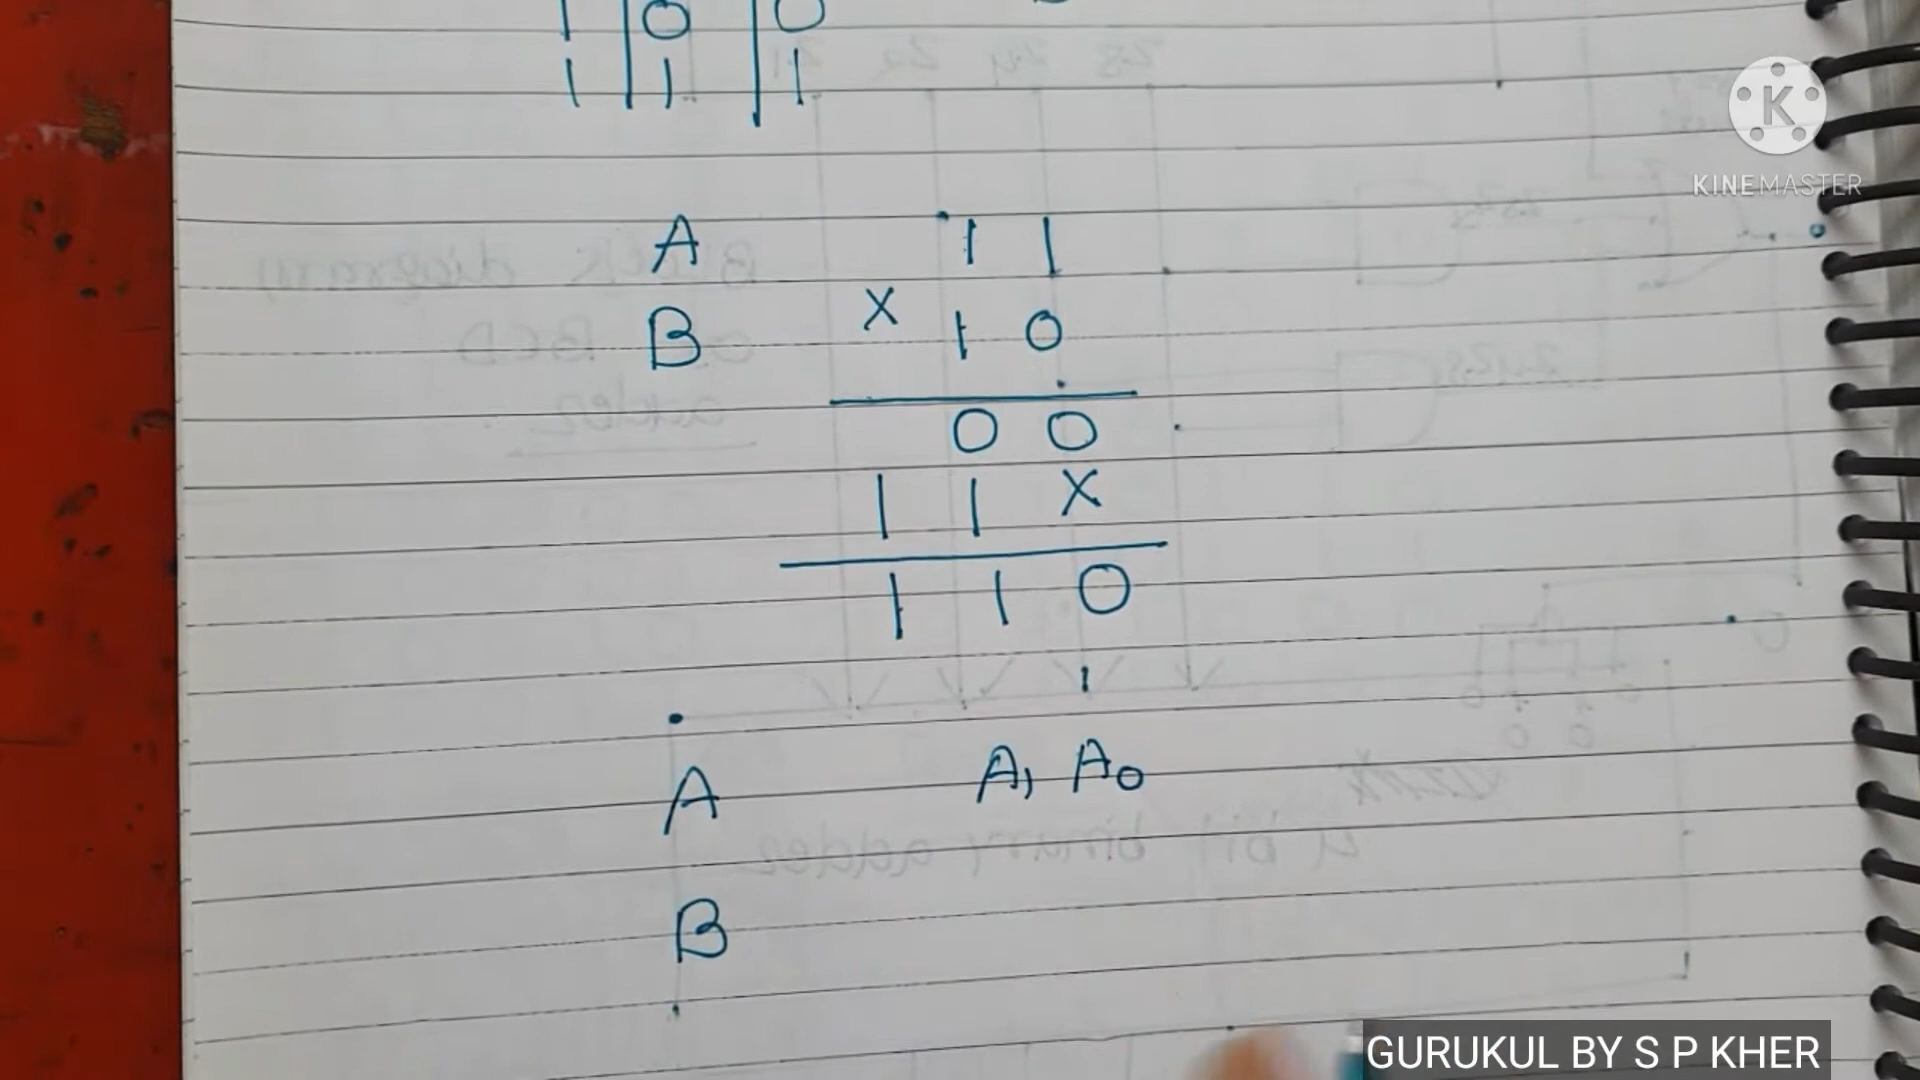 1 0 0
1 1 1
K
KINEMASTER
A 1 1
B × 1 0
0 0
1 1 ×
1 1 0
A A1 A0
B
GURUKUL BY S P KHER